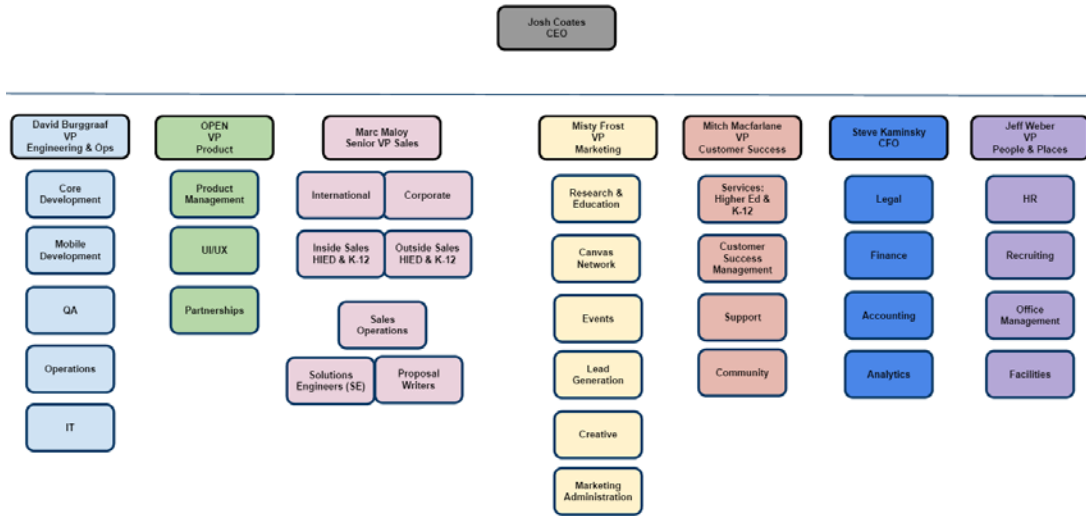 Josh Coates
CEO
David Burggraaf
VP
Engineering & Ops
OPEN
VP
Product
Marc Maloy
Senior VP Sales
Misty Frost
VP
Marketing
Mitch Macfarlane
VP
Customer Success
Steve Kaminsky
CFO
Jeff Weber
VP
People & Places
Core
Development
Mobile
Development
QA
Operations
IT
Product
Management
UI/UX
Partnerships
International
Corporate
Inside Sales
HIED & K-12
Outside Sales
HIED & K-12
Sales
Operations
Solutions
Engineers (SE)
Proposal
Writers
Research &
Education
Canvas
Network
Events
Lead
Generation
Creative
Marketing
Administration
Services:
Higher Ed &
K-12
Customer
Success
Management
Support
Community
Legal
Finance
Accounting
Analytics
HR
Recruiting
Office
Management
Facilities